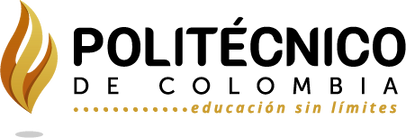 POLITÉCNICO
DE COLOMBIA
educación sin límites